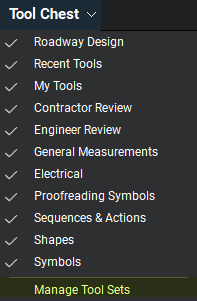 Tool Chest
Roadway Design
Recent Tools
My Tools
Contractor Review
Engineer Review
General Measurements
Electrical
Proofreading Symbols
Sequences & Actions
Shapes
Symbols
Manage Tool Sets